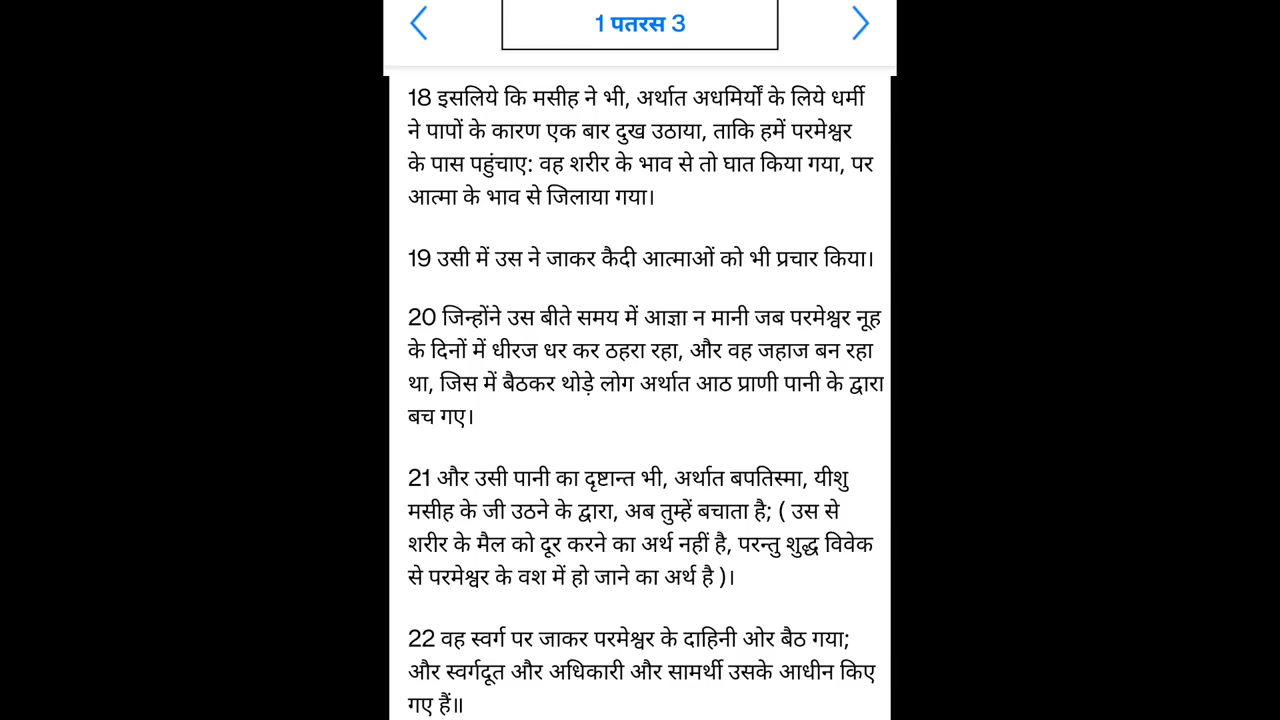 1 पतरस 3
18 इसलिये कि मसीह ने भी, अर्थात अधमिर्यों के लिये धर्मी
ने पापों के कारण एक बार दुख उठाया, ताकि हमें परमेश्वर
के पास पहुंचाए: वह शरीर के भाव से तो घात किया गया, पर
आत्मा के भाव से जिलाया गया।
19 उसी में उस ने जाकर कैदी आत्माओं को भी प्रचार किया।
20 जिन्होंने उस बीते समय में आज्ञा न मानी जब परमेश्वर नूह
के दिनों में धीरज धर कर ठहरा रहा, और वह जहाज बन रहा
था, जिस में बैठकर थोड़े लोग अर्थात आठ प्राणी पानी के द्वारा
बच गए।
21 और उसी पानी का दृष्टान्त भी, अर्थात बपतिस्मा, यीशु
मसीह के जी उठने के द्वारा, अब तुम्हें बचाता है; ( उस से
शरीर के मैल को दूर करने का अर्थ नहीं है, परन्तु शुद्ध विवेक
से परमेश्वर के वश में हो जाने का अर्थ है )।
22 वह स्वर्ग पर जाकर परमेश्वर के दाहिनी ओर बैठ गया;
और स्वर्गदूत और अधिकारी और सामर्थी उसके आधीन किए
गए हैं॥